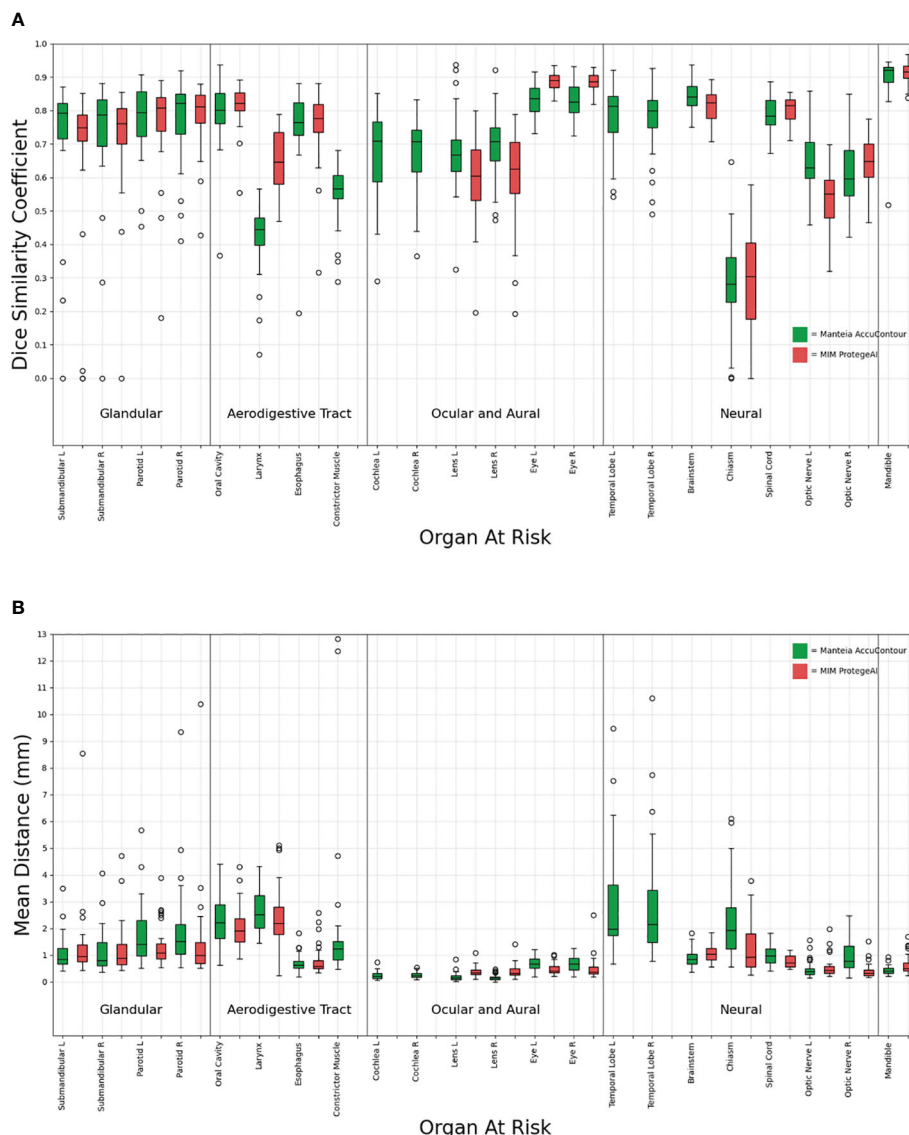 A
Dice Similarity Coefficient
1.0
0.9
0.8
0.7
0.6
0.5
0.4
0.3
0.2
0.1
0.0
= Manteia AccuContour
= MIM ProtegeAI
Glandular
Aerodigestive Tract
Ocular and Aural
Neural
Submandibular L
Submandibular R
Parotid L
Parotid R
Oral Cavity
Larynx
Esophagus
Constrictor Muscle
Cochlea L
Cochlea R
Lens L
Lens R
Eye L
Eye R
Temporal Lobe L
Temporal Lobe R
Brainstem
Chiasm
Spinal Cord
Optic Nerve L
Optic Nerve R
Mandible
Organ At Risk
B
Mean Distance (mm)
13
12
11
10
9
8
7
6
5
4
3
2
1
0
= Manteia AccuContour
= MIM ProtegeAI
Glandular
Aerodigestive Tract
Ocular and Aural
Neural
Submandibular L
Submandibular R
Parotid L
Parotid R
Oral Cavity
Larynx
Esophagus
Constrictor Muscle
Cochlea L
Cochlea R
Lens L
Lens R
Eye L
Eye R
Temporal Lobe L
Temporal Lobe R
Brainstem
Chiasm
Spinal Cord
Optic Nerve L
Optic Nerve R
Mandible
Organ At Risk